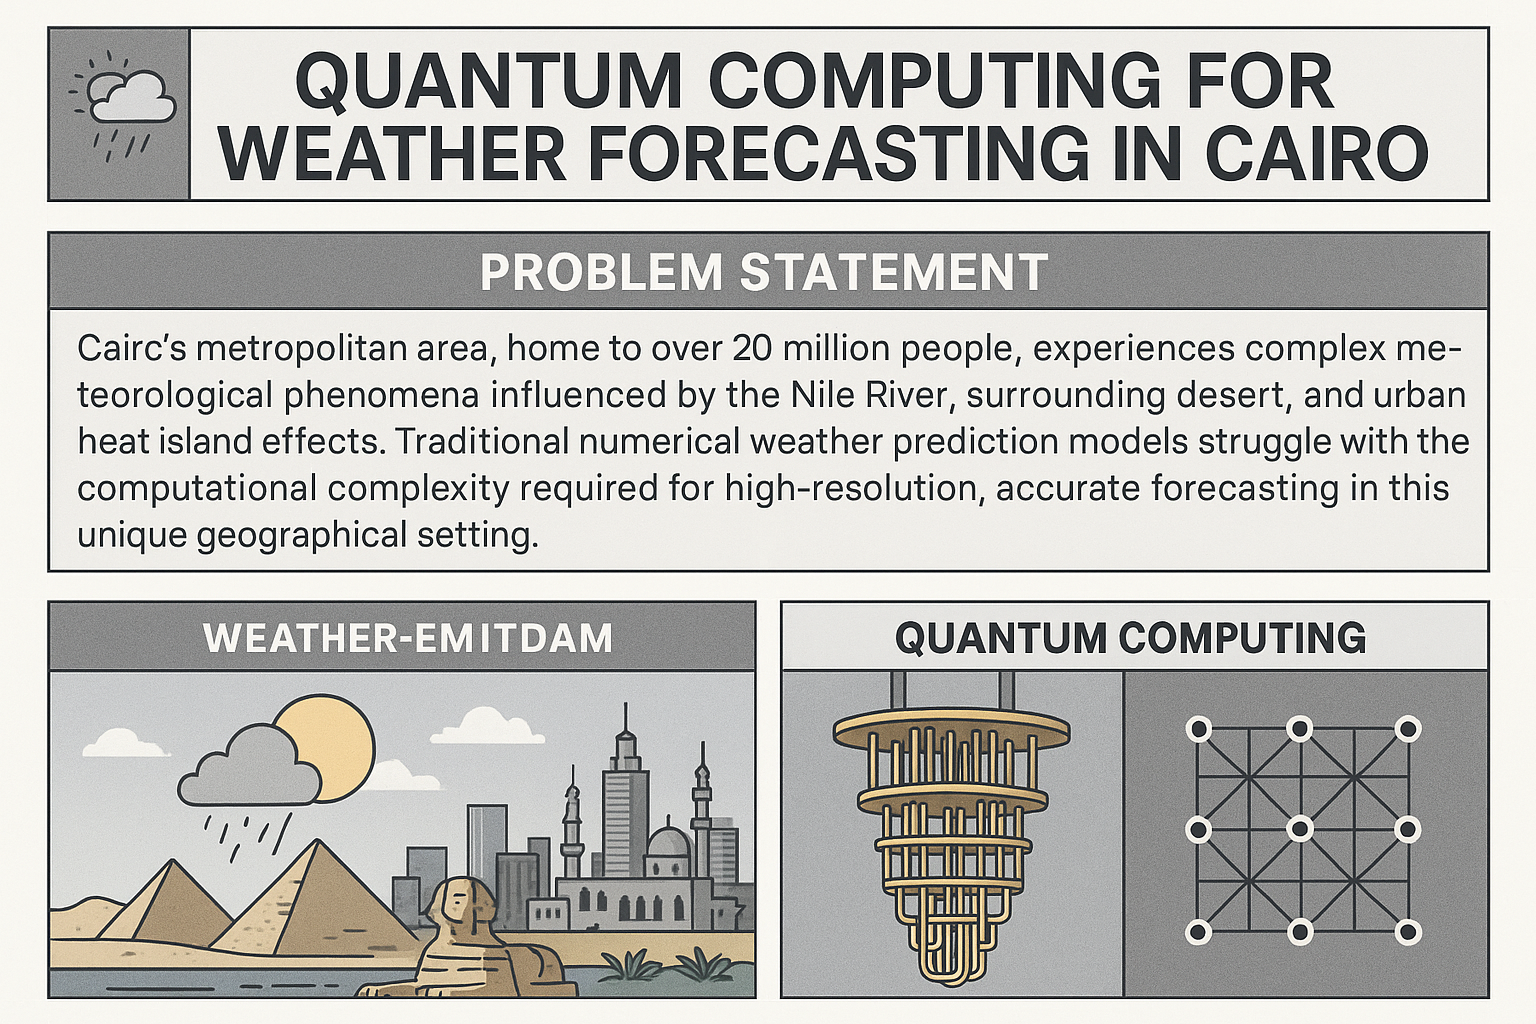 QUANTUM COMPUTING FOR
WEATHER FORECASTING IN CAIRO
PROBLEM STATEMENT
Cairc's metropolitan area, home to over 20 million people, experiences complex me-
teorological phenomena influenced by the Nile River, surrounding desert, and urban
heat island effects. Traditional numerical weather prediction models struggle with the
computational complexity required for high-resolution, accurate forecasting in this
unique geographical setting.
WEATHER-EMITDAM
QUANTUM COMPUTING